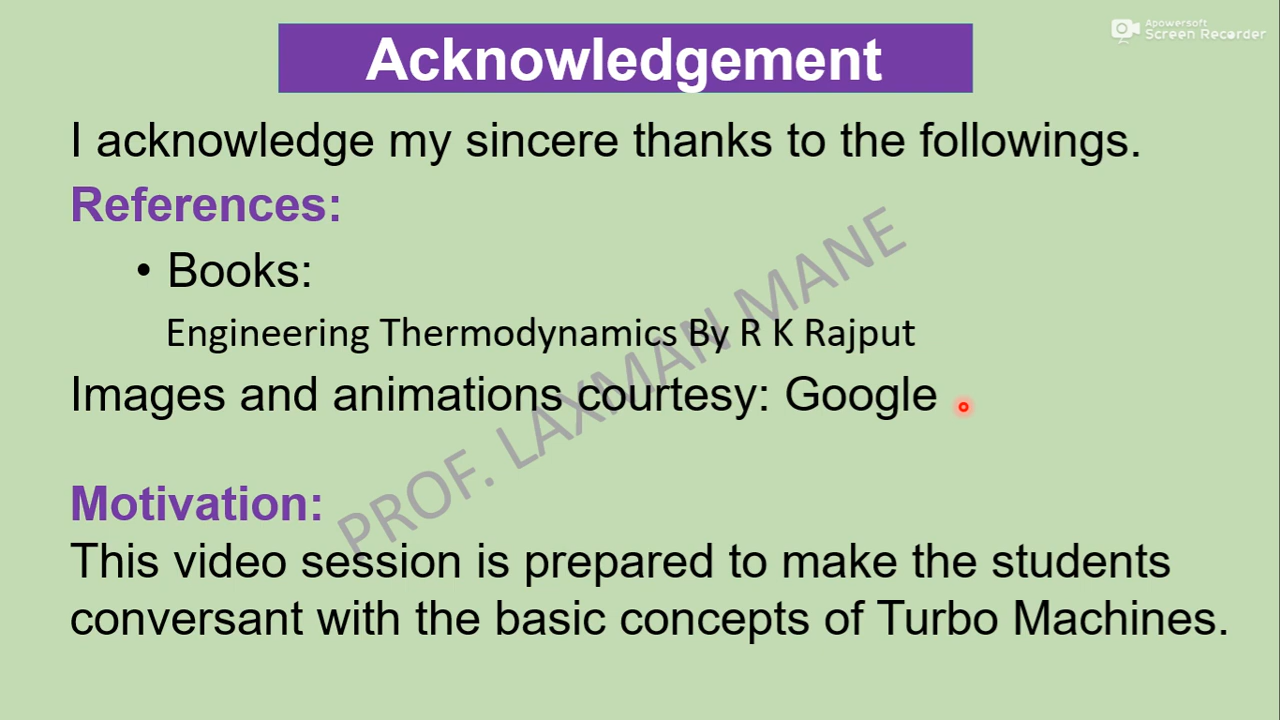 Acknowledgement
Apowersoft
Screen Recorder
I acknowledge my sincere thanks to the followings.
References:
• Books:
Engineering Thermodynamics By R K Rajput
Images and animations courtesy: Google
PROF. LAXMAN MANE
Motivation:
This video session is prepared to make the students
conversant with the basic concepts of Turbo Machines.